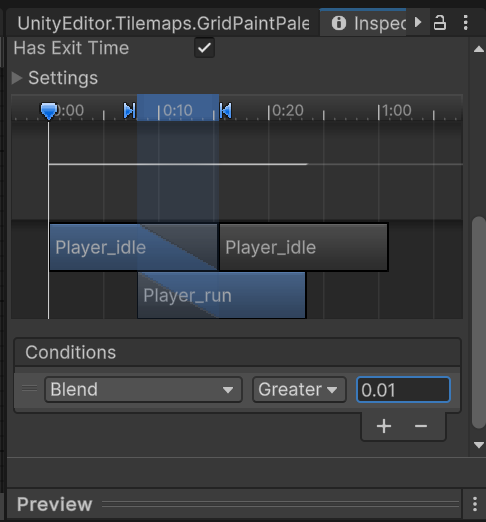 UnityEditor.Tilemaps.GridPaintPale Inspec
Has Exit Time
Settings
0:00 0:10 0:20 1:00
Player_idle Player_idle
Player_run
Conditions
Blend Greater 0.01
+ −
Preview